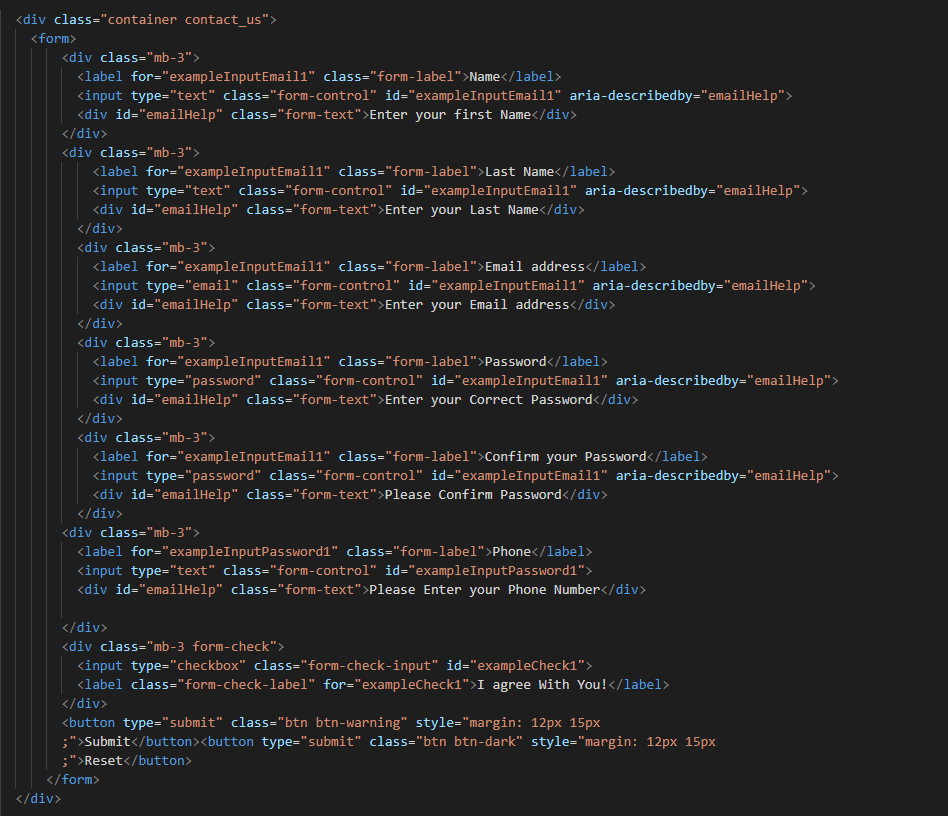 <div class="container contact_us">
<form>
<div class="mb-3">
<label for="exampleInputEmail1" class="form-label">Name</label>
<input type="text" class="form-control" id="exampleInputEmail1" aria-describedby="emailHelp">
<div id="emailHelp" class="form-text">Enter your first Name</div>
</div>
<div class="mb-3">
<label for="exampleInputEmail1" class="form-label">Last Name</label>
<input type="text" class="form-control" id="exampleInputEmail1" aria-describedby="emailHelp">
<div id="emailHelp" class="form-text">Enter your Last Name</div>
</div>
<div class="mb-3">
<label for="exampleInputEmail1" class="form-label">Email address</label>
<input type="email" class="form-control" id="exampleInputEmail1" aria-describedby="emailHelp">
<div id="emailHelp" class="form-text">Enter your Email address</div>
</div>
<div class="mb-3">
<label for="exampleInputEmail1" class="form-label">Password</label>
<input type="password" class="form-control" id="exampleInputEmail1" aria-describedby="emailHelp">
<div id="emailHelp" class="form-text">Enter your Correct Password</div>
</div>
<div class="mb-3">
<label for="exampleInputEmail1" class="form-label">Confirm your Password</label>
<input type="password" class="form-control" id="exampleInputEmail1" aria-describedby="emailHelp">
<div id="emailHelp" class="form-text">Please Confirm Password</div>
</div>
<div class="mb-3">
<label for="exampleInputPassword1" class="form-label">Phone</label>
<input type="text" class="form-control" id="exampleInputPassword1">
<div id="emailHelp" class="form-text">Please Enter your Phone Number</div>
</div>
<div class="mb-3 form-check">
<input type="checkbox" class="form-check-input" id="exampleCheck1">
<label class="form-check-label" for="exampleCheck1">I agree With You!</label>
</div>
<button type="submit" class="btn btn-warning" style="margin: 12px 15px
;">Submit</button><button type="submit" class="btn btn-dark" style="margin: 12px 15px
;">Reset</button>
</form>
</div>